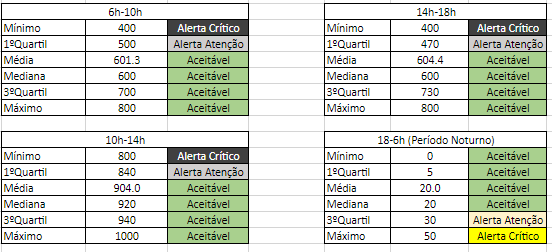 6h-10h
Mínimo 400 Alerta Crítico
1ºQuartil 500 Alerta Atenção
Média 601.3 Aceitável
Mediana 600 Aceitável
3ºQuartil 700 Aceitável
Máximo 800 Aceitável
14h-18h
Mínimo 400 Alerta Crítico
1ºQuartil 470 Alerta Atenção
Média 604.4 Aceitável
Mediana 600 Aceitável
3ºQuartil 730 Aceitável
Máximo 800 Aceitável
10h-14h
Mínimo 800 Alerta Crítico
1ºQuartil 840 Alerta Atenção
Média 904.0 Aceitável
Mediana 920 Aceitável
3ºQuartil 940 Aceitável
Máximo 1000 Aceitável
18-6h (Período Noturno)
Mínimo 0 Aceitável
1ºQuartil 5 Aceitável
Média 20.0 Aceitável
Mediana 20 Aceitável
3ºQuartil 30 Alerta Atenção
Máximo 50 Alerta Crítico